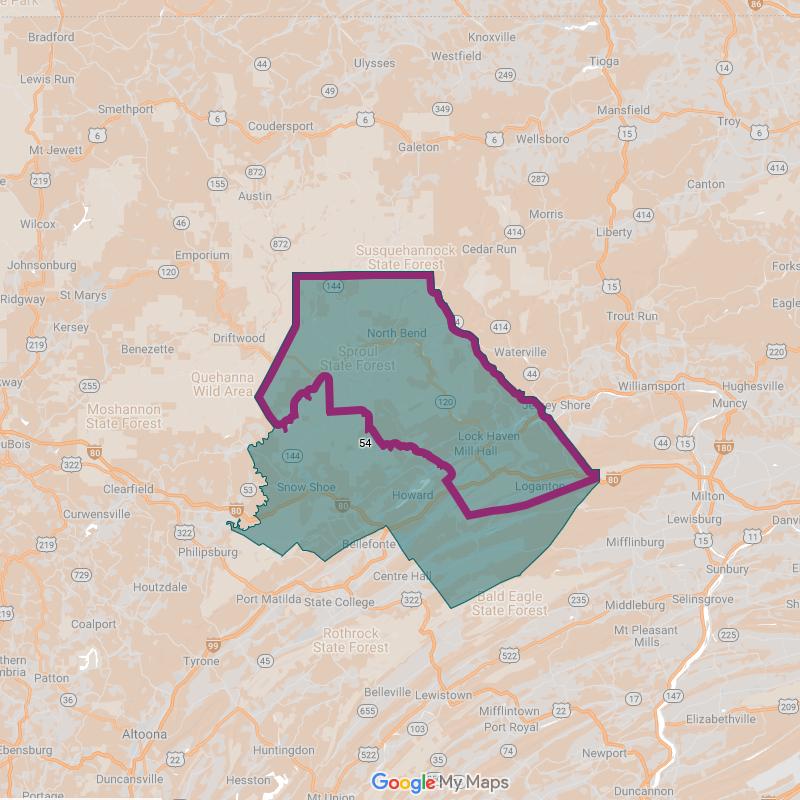 86
Bradford
Knoxville
Westfield
44
Ulysses
Tioga
14
Lewis Run
249
49
Smethport
349
Mansfield
6
6
Troy
Coudersport
6
6
15
6
Wellsboro
Mt Jewett
Galeton
414
872
287
219
155
Canton
Austin
Wilcox
46
Morris
414
414
Liberty
872
Susquehannock
State Forest
Cedar Run
Johnsonburg
Emporium
120
Forks
Ridgway
St Marys
144
15
Eagle
Kersey
North Bend
414
Trout Run
219
Driftwood
Benezette
Sproul
State Forest
Waterville
220
Quehanna
Wild Area
44
255
Williamsport
Hughesville
Moshannon
State Forest
120
Jersey Shore
Muncy
Lock Haven
54
44
15
180
DuBois
80
Mill Hall
322
144
80
Clearfield
53
Snow Shoe
Howard
Loganton
Milton
80
80
Curwensville
Lewisburg
322
11
219
Bellefonte
Mifflinburg
15
Philipsburg
729
Centre Hall
Sunbury
Houtzdale
Bald Eagle
State Forest
Port Matilda
State College
322
235
Middleburg
Selinsgrove
Coalport
Rothrock
State Forest
Mt Pleasant
Mills
225
99
522
Tyrone
45
Patton
Belleville
Lewistown
17
147
36
655
Mifflintown
22
209
Port Royal
Elizabethville
Altoona
103
74
Ebensburg
22
Huntingdon
522
35
Newport
Duncansville
Hesston
Google My Maps
Portage
Mt Union
Duncannon